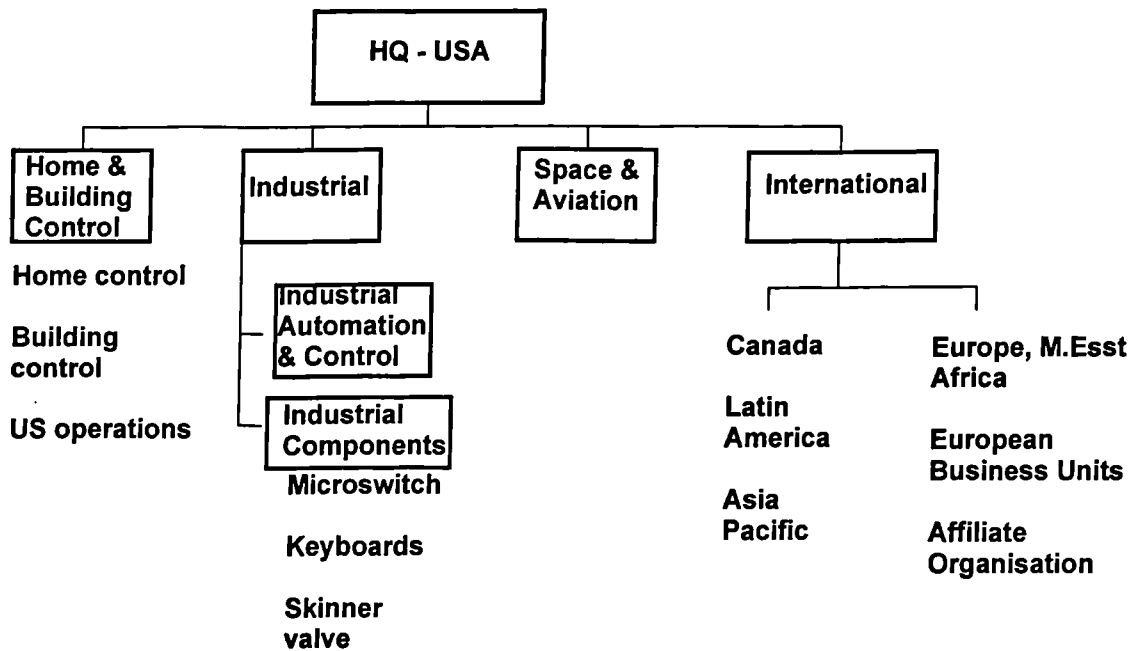 HQ - USA
Home &
Building
Control
Industrial
Space &
Aviation
International
Home control
Building
control
US operations
Industrial
Automation
& Control
Industrial
Components
Microswitch
Keyboards
Skinner
valve
Canada
Latin
America
Asia
Pacific
Europe, M.Esst
Africa
European
Business Units
Affiliate
Organisation